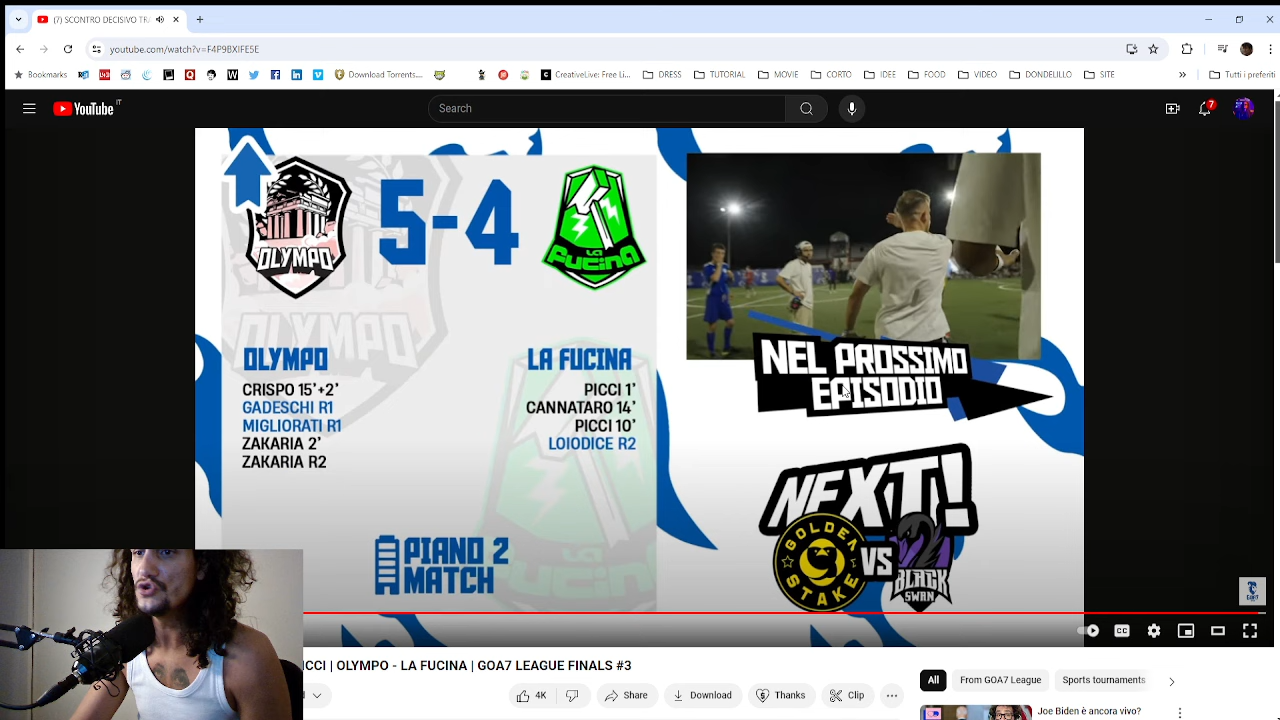 (7) SCONTRO DECISIVO TRA
youtube.com/watch?v=F4P9BXIFE5E
Bookmarks
Download Torrents...
CreativeLive: Free Li...
DRESS
TUTORIAL
MOVIE
CORTO
IDEE
FOOD
VIDEO
DONDELILLO
SITE
»
Tutti i preferiti
YouTube IT
Search
7
OLYMPO
5-4
LA FUCINA
OLYMPO
CRISPO 15'+2'
GADESCHI R1
MIGLIORATI R1
ZAKARIA 2'
ZAKARIA R2
LA FUCINA
PICCI 1'
CANNATARO 14'
PICCI 10'
LOIODICE R2
PIANO 2
MATCH
NEL PROSSIMO
EPISODIO
NEXT!
GOLDEN STAKE
VS
BLACK SWAN
CC
ICCI | OLYMPO - LA FUCINA | GOA7 LEAGUE FINALS #3
4K
Share
Download
Thanks
Clip
All
From GOA7 League
Sports tournaments
Joe Biden è ancora vivo?